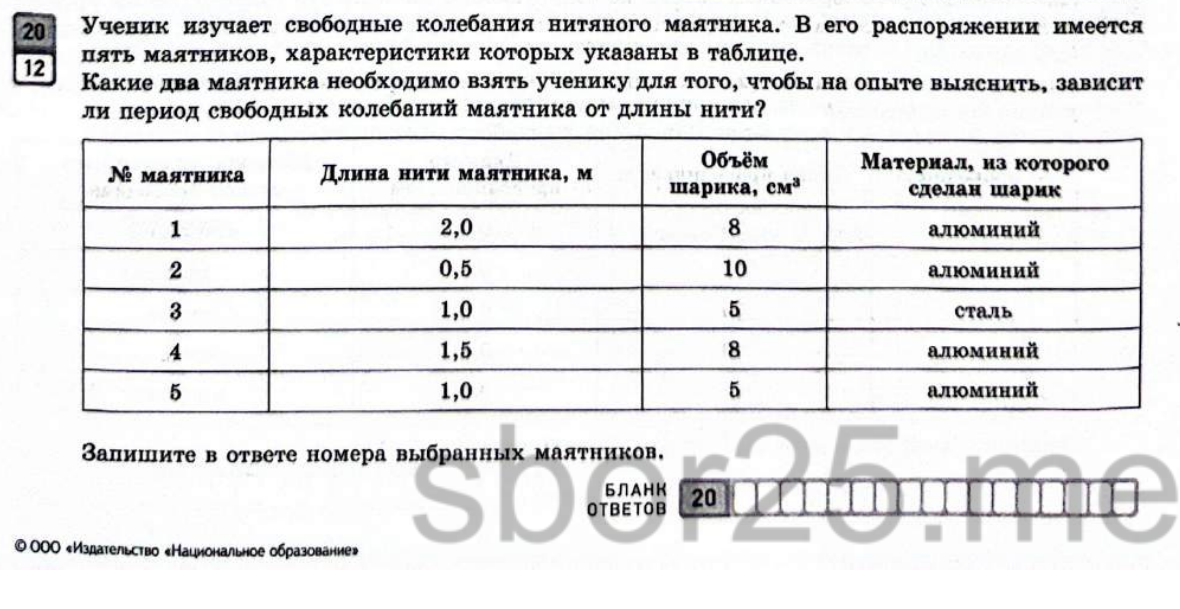 20
12
Ученик изучает свободные колебания нитяного маятника. В его распоряжении имеется
пять маятников, характеристики которых указаны в таблице.
Какие два маятника необходимо взять ученику для того, чтобы на опыте выяснить, зависит
ли период свободных колебаний маятника от длины нити?
№ маятника Длина нити маятника, м Объём шарика, см³ Материал, из которого сделан шарик
1 2,0 8 алюминий
2 0,5 10 алюминий
3 1,0 5 сталь
4 1,5 8 алюминий
5 1,0 5 алюминий
Запишите в ответе номера выбранных маятников.
БЛАНК
ОТВЕТОВ 20
sbor25.me
© ООО «Издательство «Национальное образование»